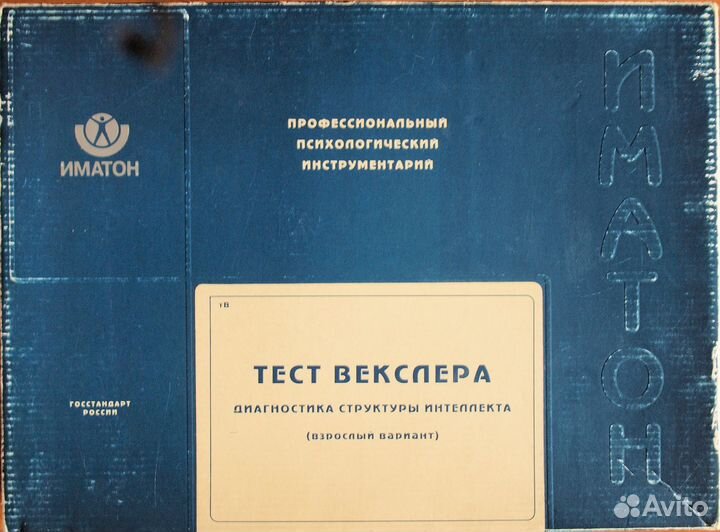 ИМАТОН
ПРОФЕССИОНАЛЬНЫЙ
ПСИХОЛОГИЧЕСКИЙ
ИНСТРУМЕНТАРИЙ
ИМАТОН
ГОССТАНДАРТ
РОССИИ
тВ
ТЕСТ ВЕКСЛЕРА
ДИАГНОСТИКА СТРУКТУРЫ ИНТЕЛЛЕКТА
(взрослый вариант)
Avito